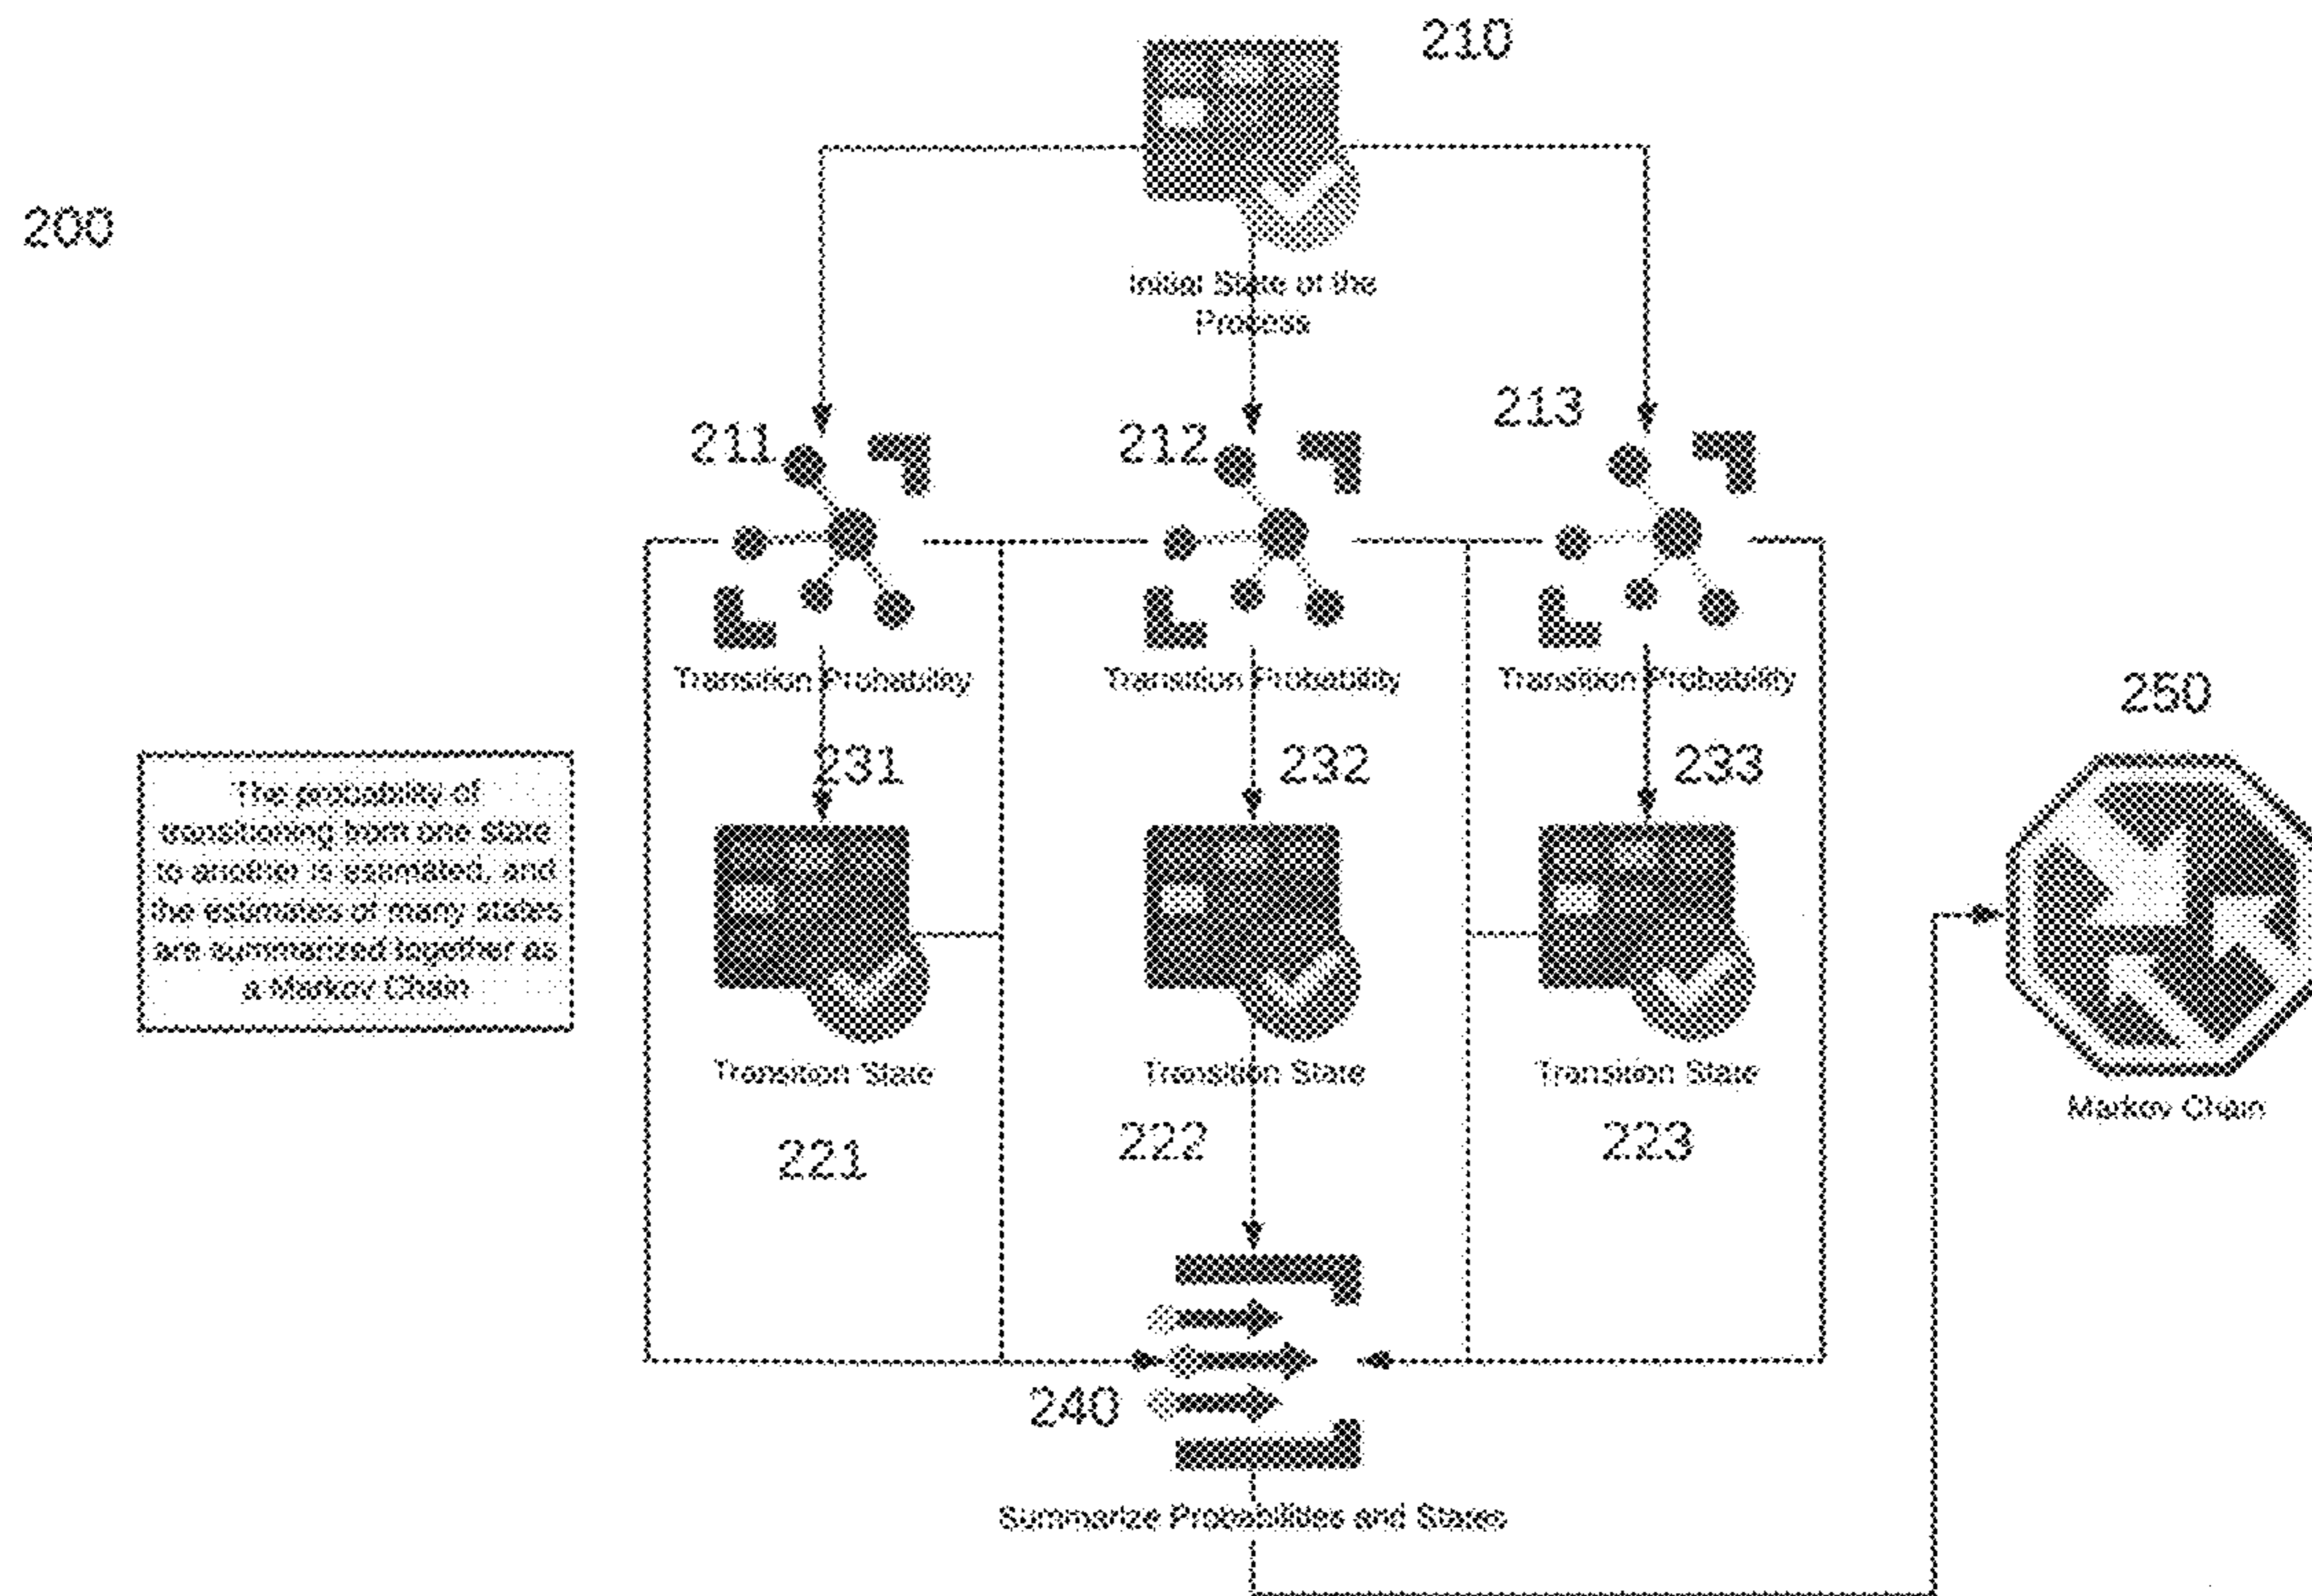 210
200
Initial State of the
Process
211
212
213
Transition Probability
Transition Probability
Transition Probability
250
231
232
233
The probability of
transitioning from one state
to another is estimated, and
the estimates of many states
are summarized together as
a Markov Chain
Transition State
Transition State
Transition State
Markov Chain
221
222
223
240
Summarize Probabilities and States